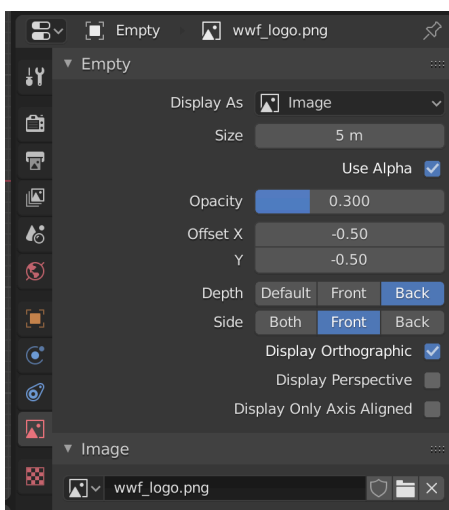 Empty wwf_logo.png
Empty
Display As Image
Size 5 m
Use Alpha
Opacity 0.300
Offset X -0.50
Y -0.50
Depth Default Front Back
Side Both Front Back
Display Orthographic
Display Perspective
Display Only Axis Aligned
Image
wwf_logo.png